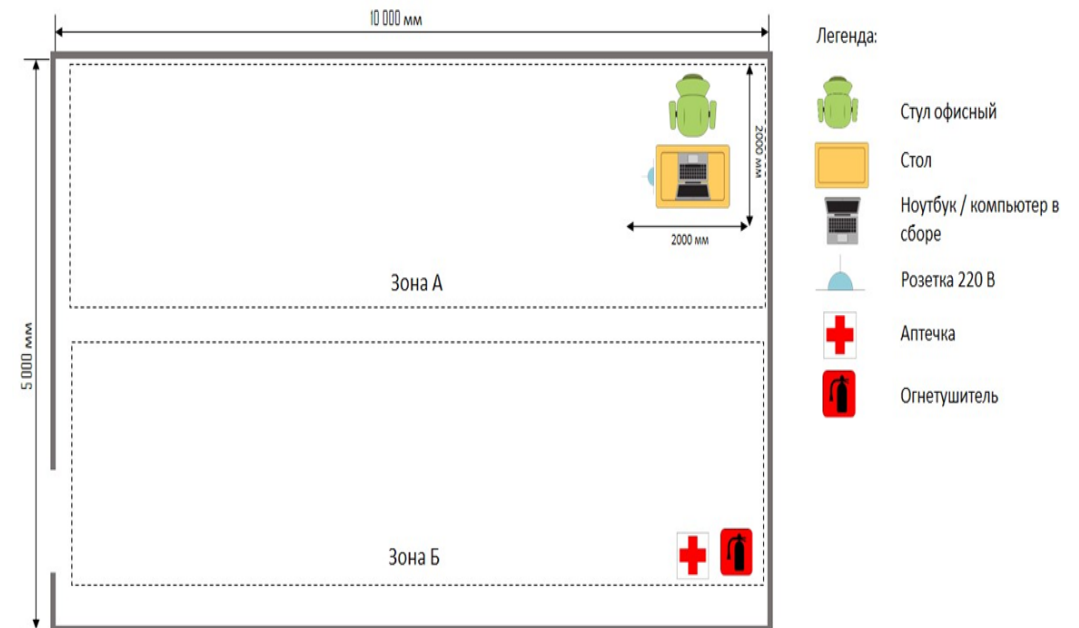 10 000 мм
Легенда:
Стул офисный
2000 мм
Стол
Ноутбук / компьютер в
сборе
2000 мм
Розетка 220 В
Зона А
Аптечка
5 000 мм
Огнетушитель
Зона Б